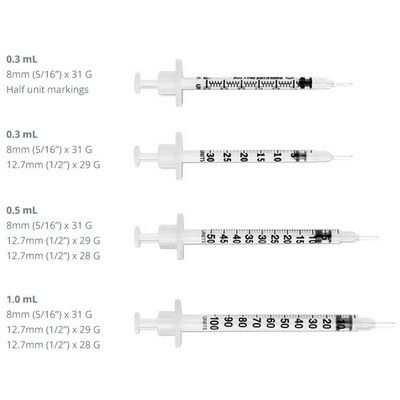 0.3 mL
8mm (5/16”) x 31 G
Half unit markings
0.3 mL
8mm (5/16”) x 31 G
12.7mm (1/2”) x 29 G
UNITS 30 25 20 15 10
0.5 mL
8mm (5/16”) x 31 G
12.7mm (1/2”) x 29 G
12.7mm (1/2”) x 28 G
UNITS 50 45 40 35 30 25 20 15 10
1.0 mL
8mm (5/16”) x 31 G
12.7mm (1/2”) x 29 G
12.7mm (1/2”) x 28 G
UNITS 100 90 80 70 60 50 40 30 20 10